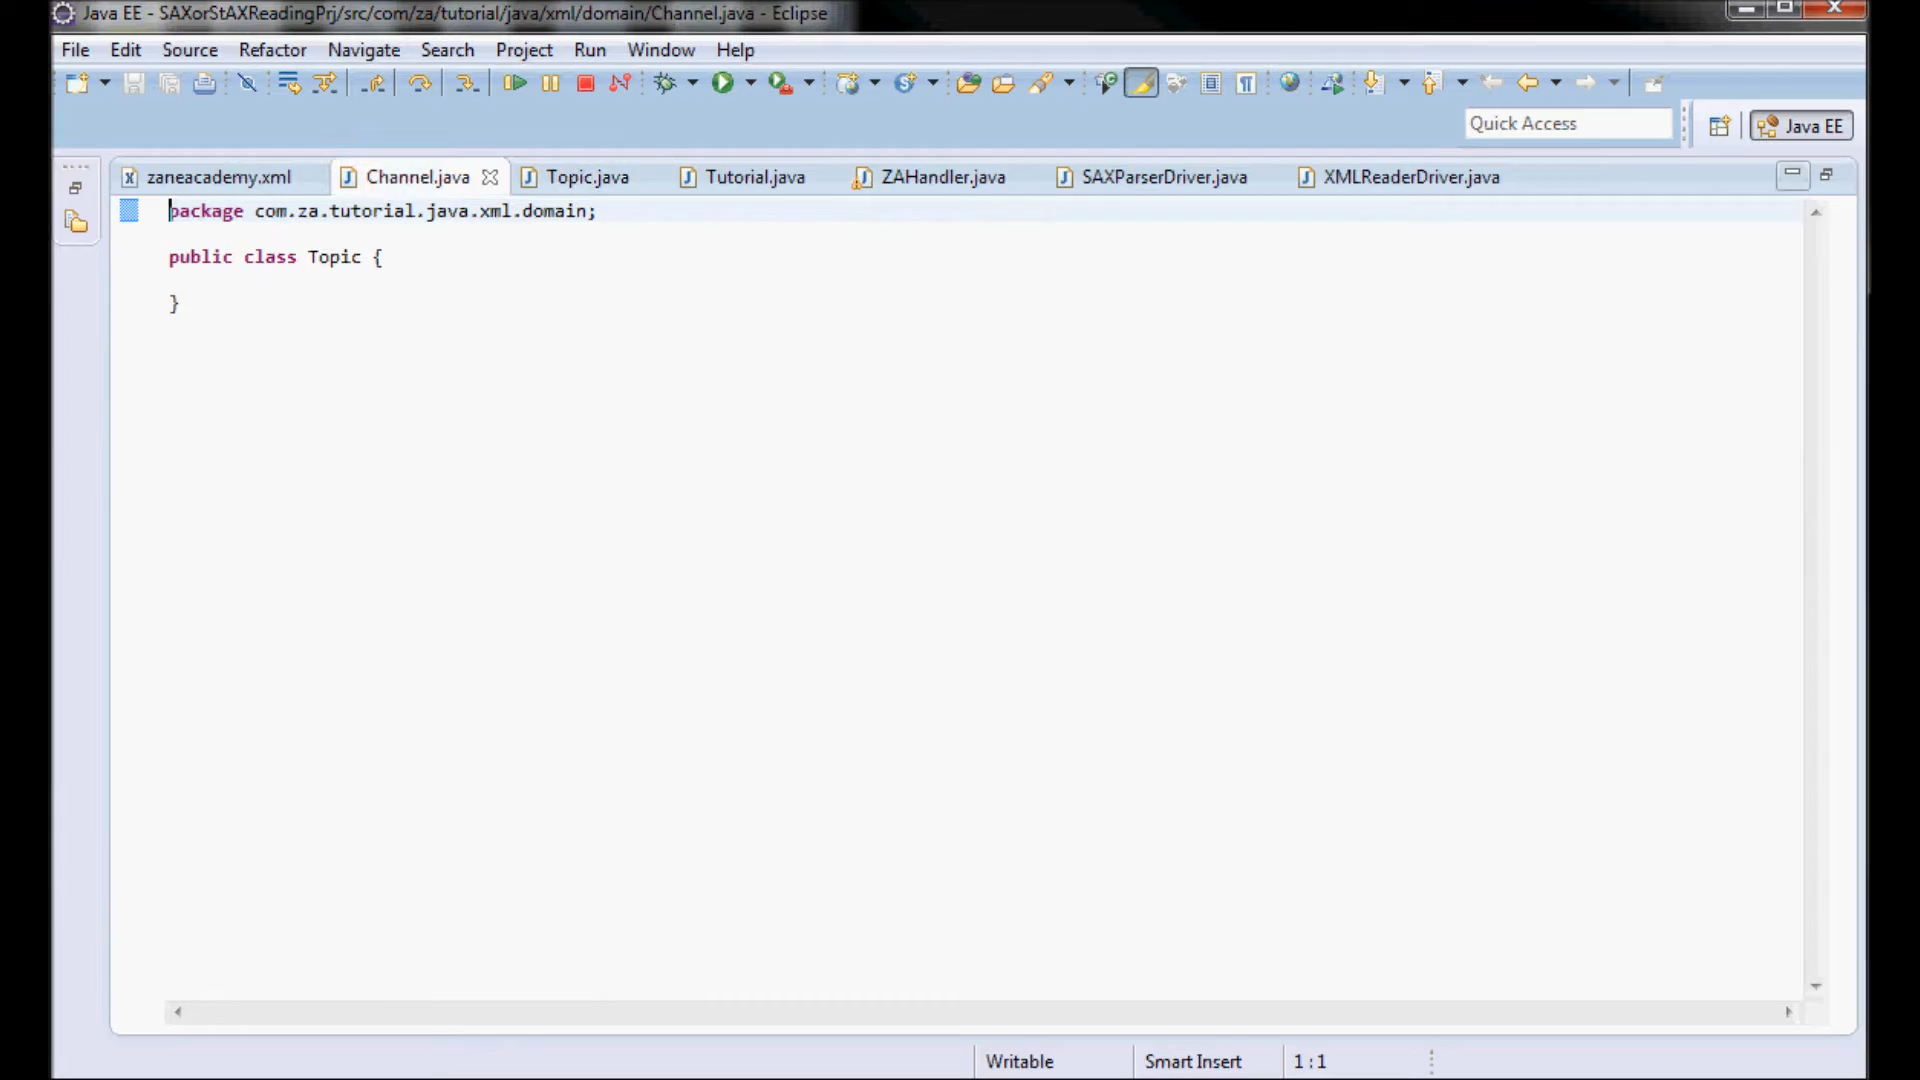 Java EE - SAXorStAXReadingPrj/src/com/za/tutorial/java/xml/domain/Channel.java - Eclipse
File Edit Source Refactor Navigate Search Project Run Window Help
Quick Access
Java EE
zaneacademy.xml Channel.java Topic.java Tutorial.java ZAHandler.java SAXParserDriver.java XMLReaderDriver.java
package com.za.tutorial.java.xml.domain;
public class Topic {
}
Writable Smart Insert 1 : 1